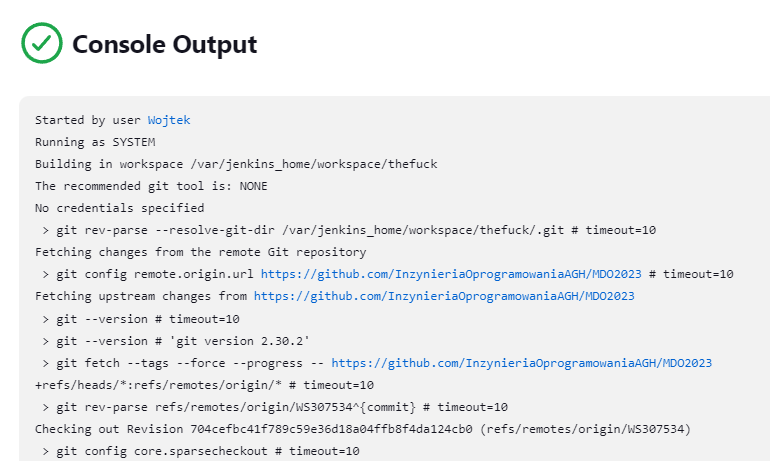 Console Output
Started by user Wojtek
Running as SYSTEM
Building in workspace /var/jenkins_home/workspace/thefuck
The recommended git tool is: NONE
No credentials specified
 > git rev-parse --resolve-git-dir /var/jenkins_home/workspace/thefuck/.git # timeout=10
Fetching changes from the remote Git repository
 > git config remote.origin.url https://github.com/InzynieriaOprogramowaniaAGH/MDO2023 # timeout=10
Fetching upstream changes from https://github.com/InzynieriaOprogramowaniaAGH/MDO2023
 > git --version # timeout=10
 > git --version # 'git version 2.30.2'
 > git fetch --tags --force --progress -- https://github.com/InzynieriaOprogramowaniaAGH/MDO2023
+refs/heads/*:refs/remotes/origin/* # timeout=10
 > git rev-parse refs/remotes/origin/WS307534^{commit} # timeout=10
Checking out Revision 704cefbc41f789c59e36d18a04ffb8f4da124cb0 (refs/remotes/origin/WS307534)
 > git config core.sparsecheckout # timeout=10